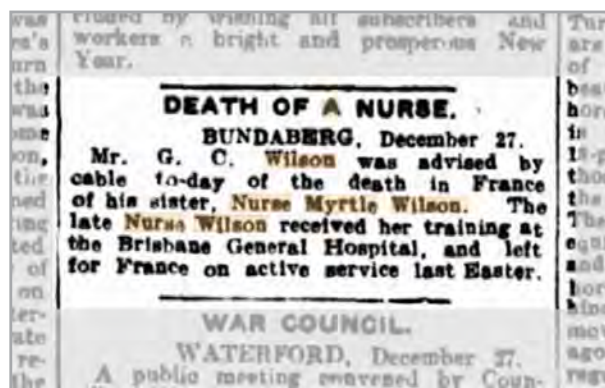 workers a bright and prosperous New
Year.
DEATH OF A NURSE.
BUNDABERG, December 27.
Mr. G. C. Wilson was advised by
cable to-day of the death in France
of his sister, Nurse Myrtle Wilson. The
late Nurse Wilson received her training at
the Brisbane General Hospital, and left
for France on active service last Easter.
WAR COUNCIL.
WATERFORD, December 27.
A public meeting convened by Coun-